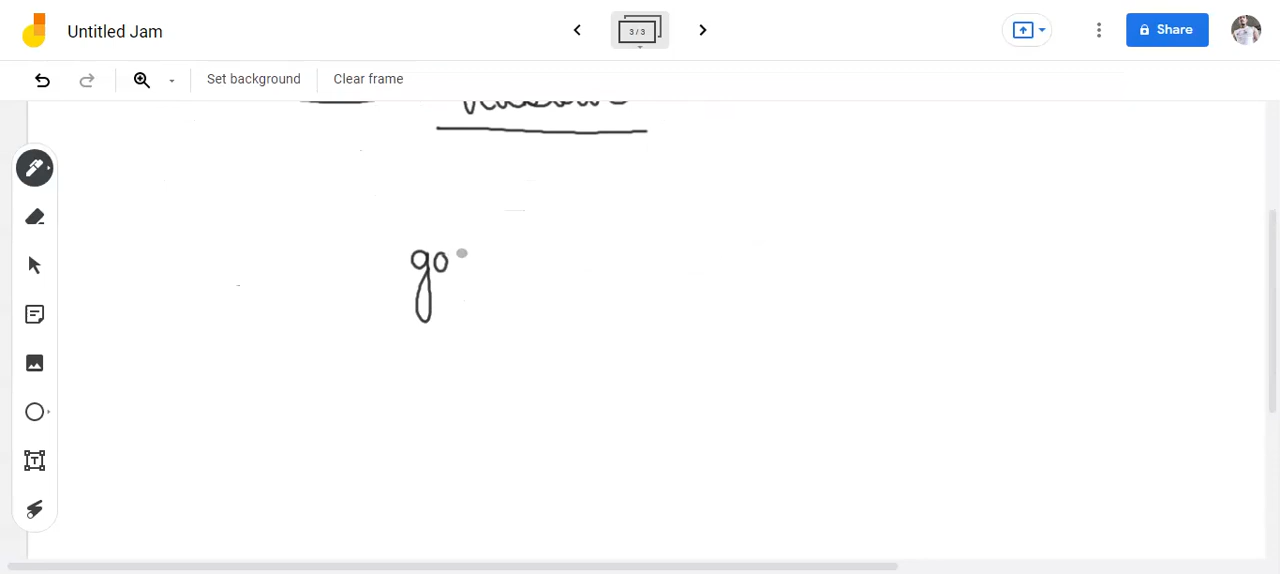 Untitled Jam
3 / 3
Share
Set background
Clear frame
go